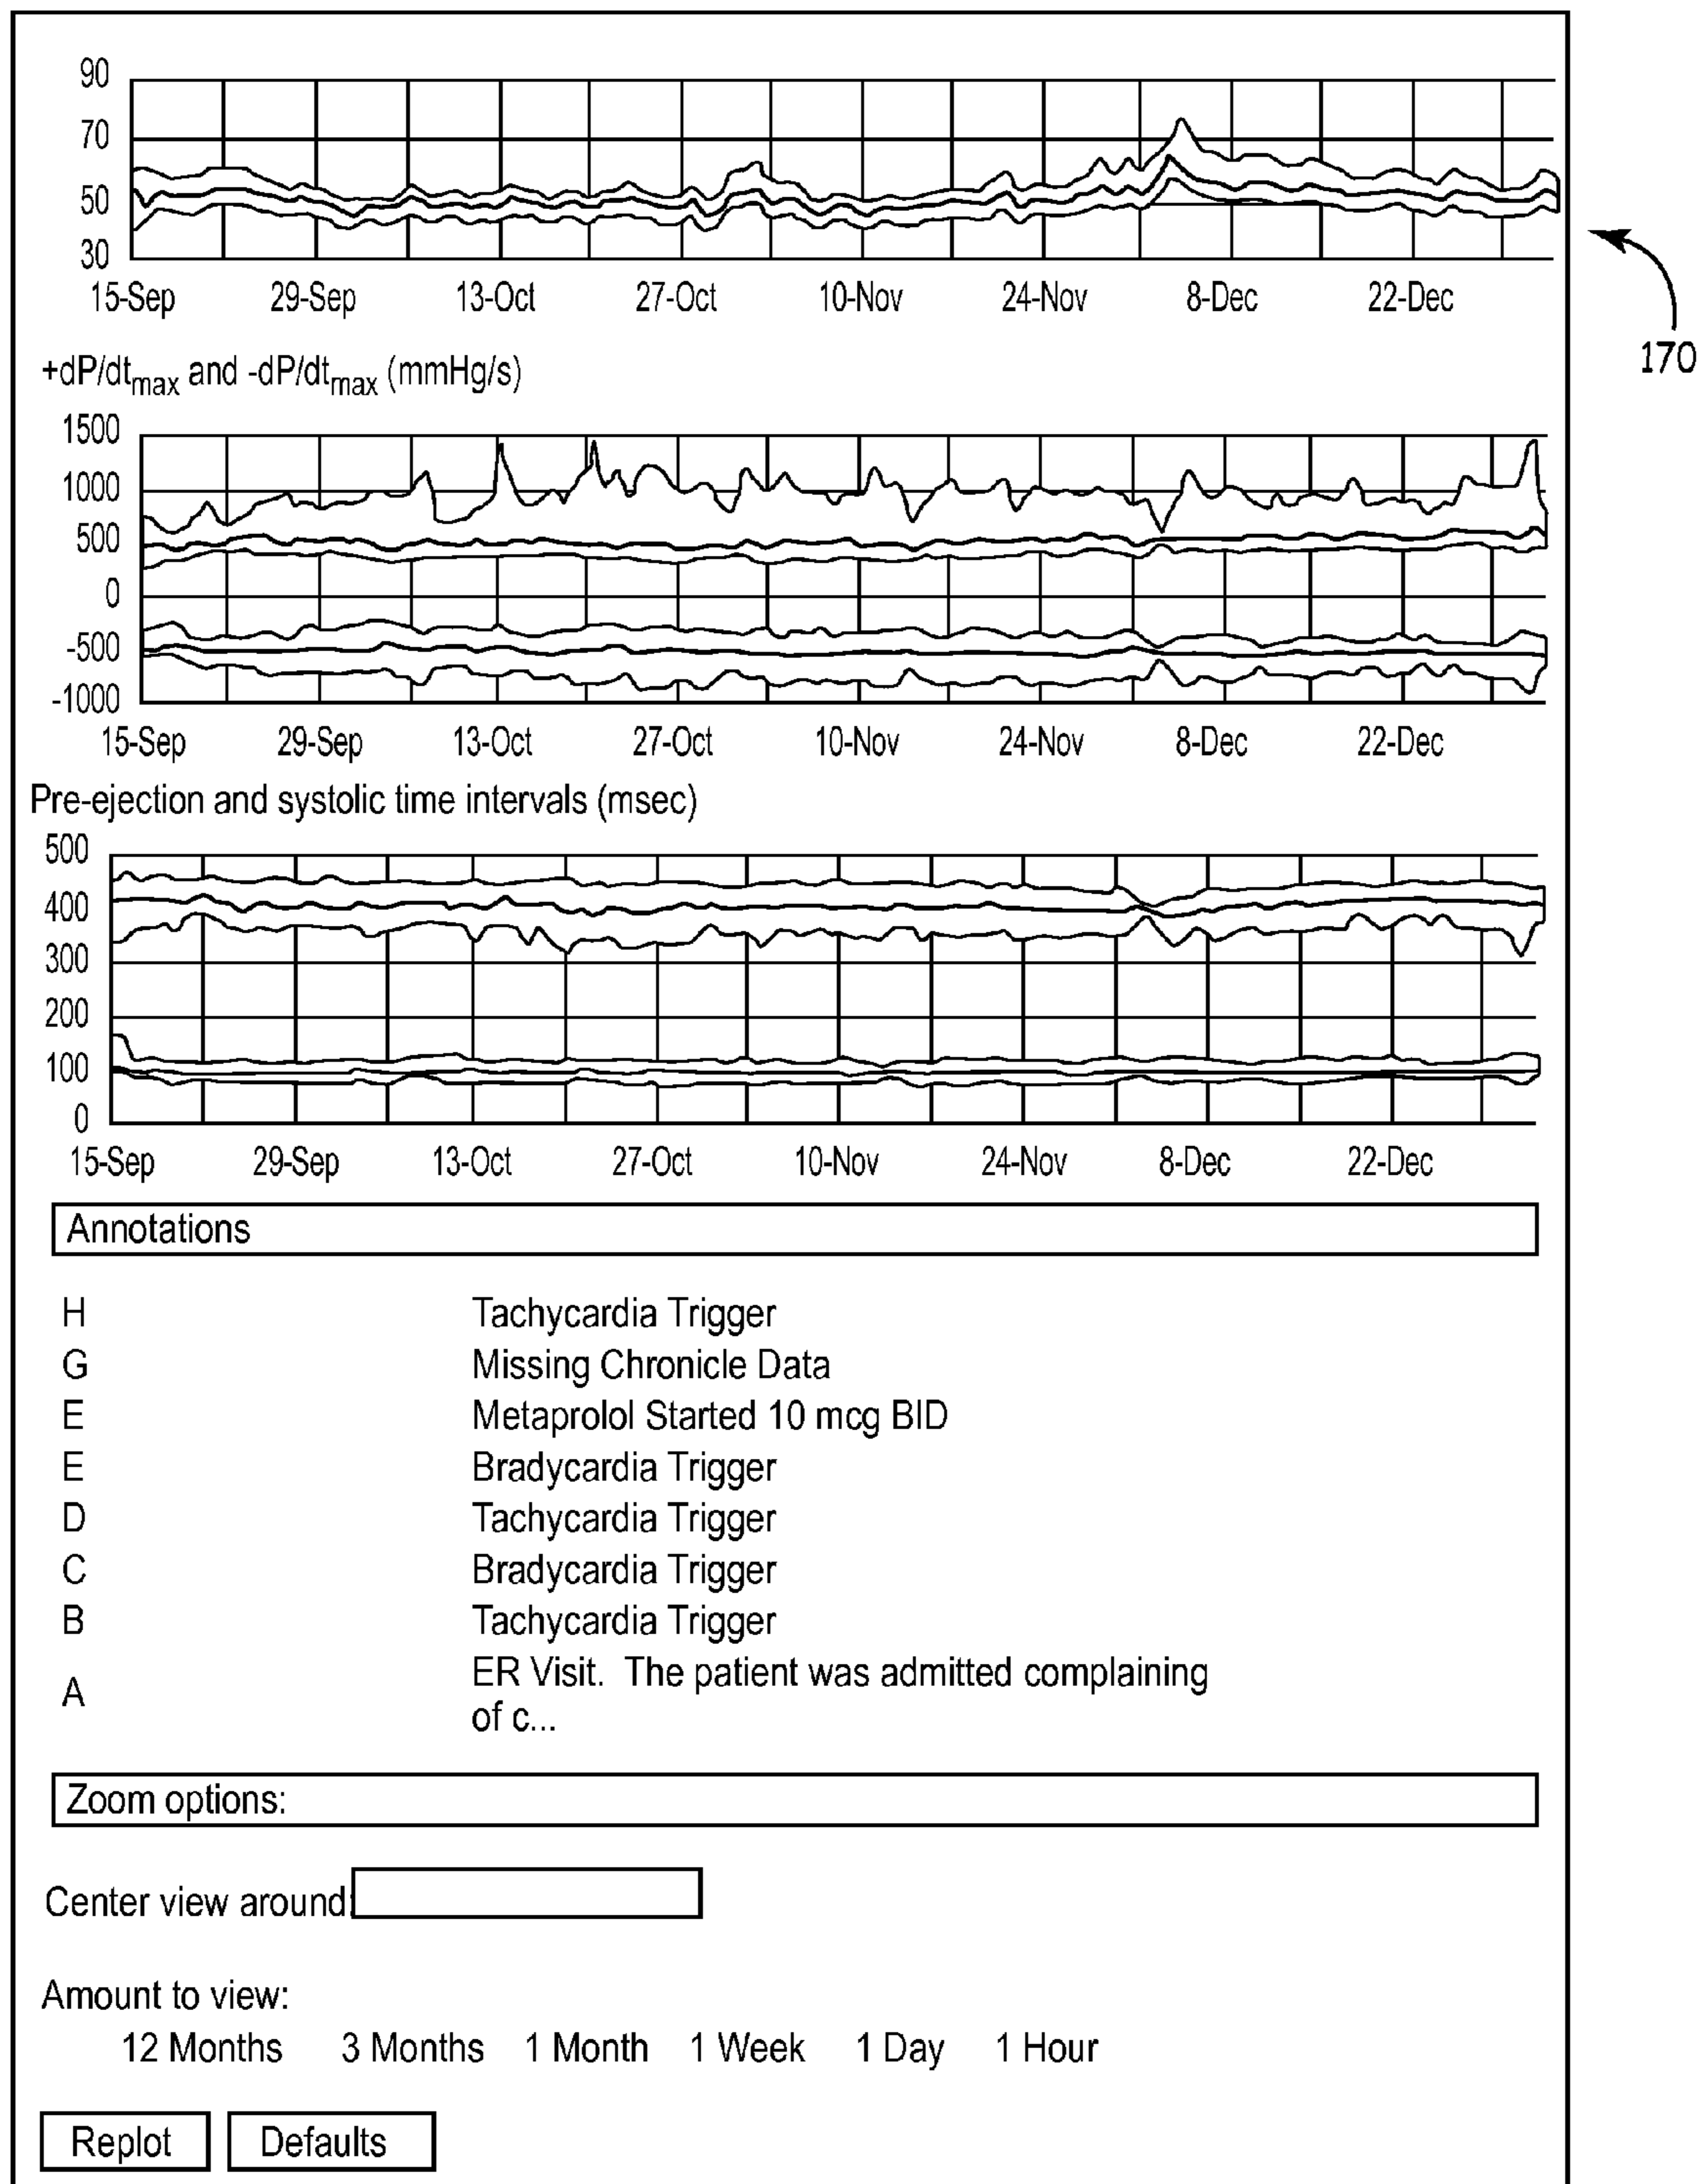 90
70
50
30
15-Sep 29-Sep 13-Oct 27-Oct 10-Nov 24-Nov 8-Dec 22-Dec
170
+dP/dtmax and -dP/dtmax (mmHg/s)
1500
1000
500
0
-500
-1000
15-Sep 29-Sep 13-Oct 27-Oct 10-Nov 24-Nov 8-Dec 22-Dec
Pre-ejection and systolic time intervals (msec)
500
400
300
200
100
0
15-Sep 29-Sep 13-Oct 27-Oct 10-Nov 24-Nov 8-Dec 22-Dec
Annotations
H Tachycardia Trigger
G Missing Chronicle Data
E Metaprolol Started 10 mcg BID
E Bradycardia Trigger
D Tachycardia Trigger
C Bradycardia Trigger
B Tachycardia Trigger
A ER Visit. The patient was admitted complaining
of c...
Zoom options:
Center view around:
Amount to view:
12 Months 3 Months 1 Month 1 Week 1 Day 1 Hour
Replot Defaults